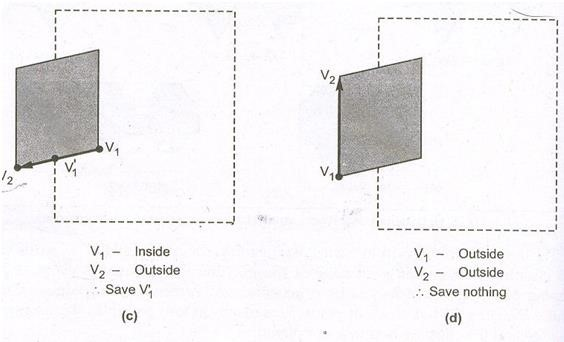 V₁
V'₁
V₂
V₁ – Inside
V₂ – Outside
∴ Save V'₁
(c)
V₂
V₁
V₁ – Outside
V₂ – Outside
∴ Save nothing
(d)